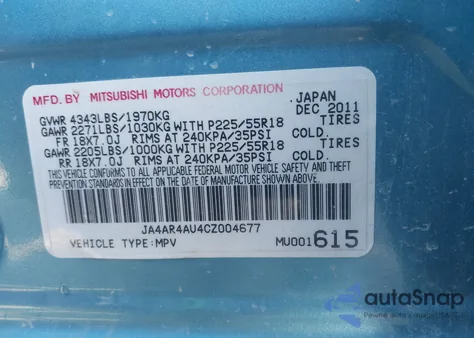 MFD. BY MITSUBISHI MOTORS CORPORATION
GVWR 4343LBS/1970KG JAPAN DEC 2011
GAWR 2271LBS/1030KG WITH P225/55R18 TIRES
FR 18X7.0J RIMS AT 240KPA/35PSI COLD.
GAWR 2205LBS/1000KG WITH P225/55R18 TIRES
RR 18X7.0J RIMS AT 240KPA/35PSI COLD.
THIS VEHICLE CONFORMS TO ALL APPLICABLE FEDERAL MOTOR VEHICLE SAFETY AND
THEFT PREVENTION STANDARDS IN EFFECT ON THE DATE OF MANUFACTURE SHOWN ABOVE.
JA4AR4AU4CZ004677
VEHICLE TYPE:MPV MU001615
autoSnap